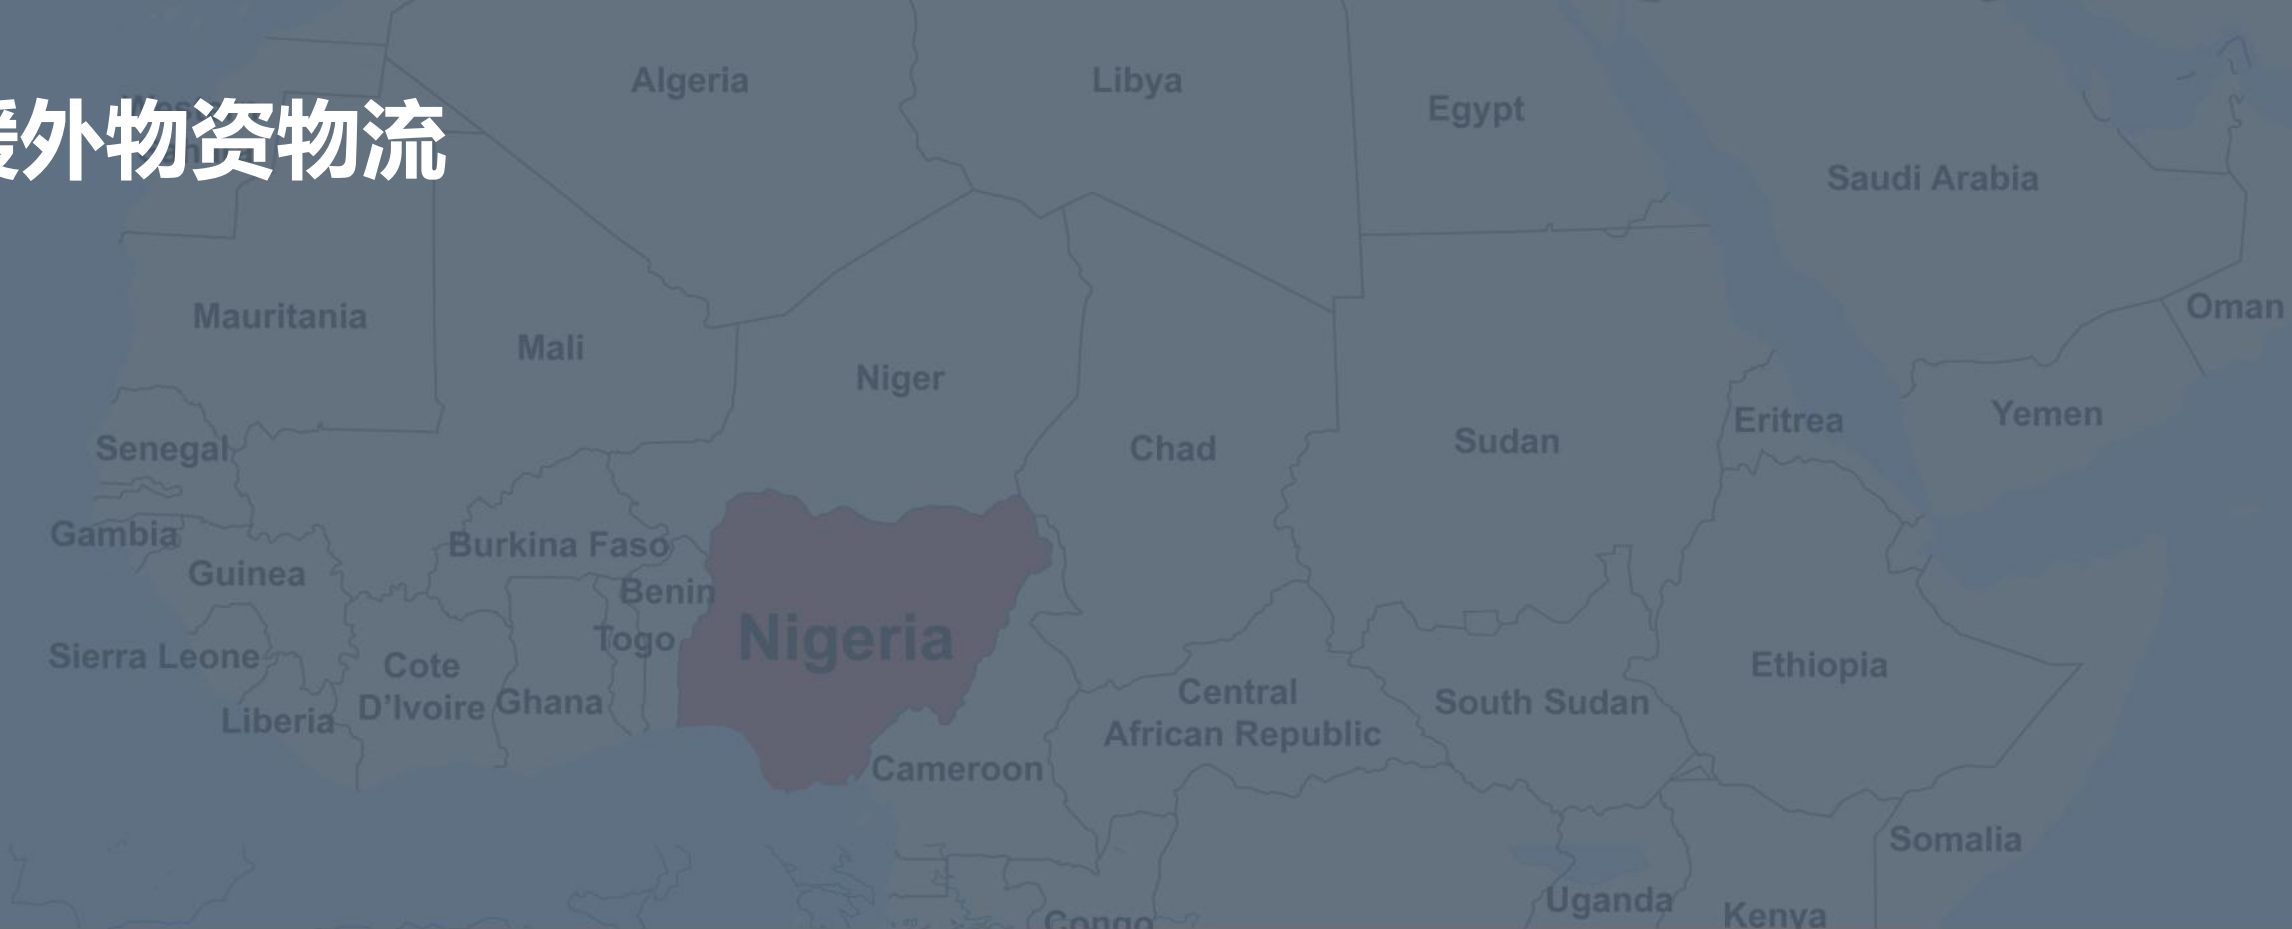 外物资物流
Algeria
Libya
Egypt
Saudi Arabia
Mauritania
Mali
Niger
Oman
Senegal
Chad
Sudan
Eritrea
Yemen
Gambia
Guinea
Burkina Faso
Benin
Togo
Nigeria
Sierra Leone
Cote
D'Ivoire
Ghana
Liberia
Central
African Republic
South Sudan
Ethiopia
Cameroon
Somalia
Uganda
Kenya
Congo